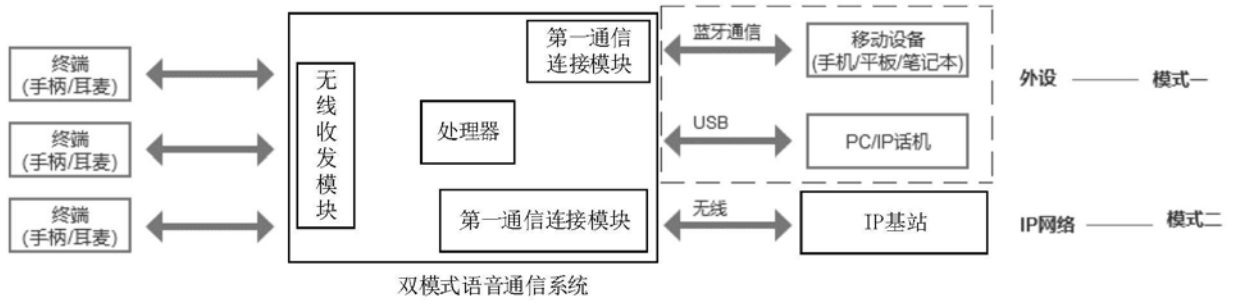 终端
(手柄/耳麦)
终端
(手柄/耳麦)
终端
(手柄/耳麦)
无
线
收
发
模
块
第一通信
连接模块
处理器
第一通信连接模块
双模式语音通信系统
蓝牙通信
移动设备
(手机/平板/笔记本)
USB
PC/IP话机
外设
模式一
无线
IP基站
IP网络
模式二